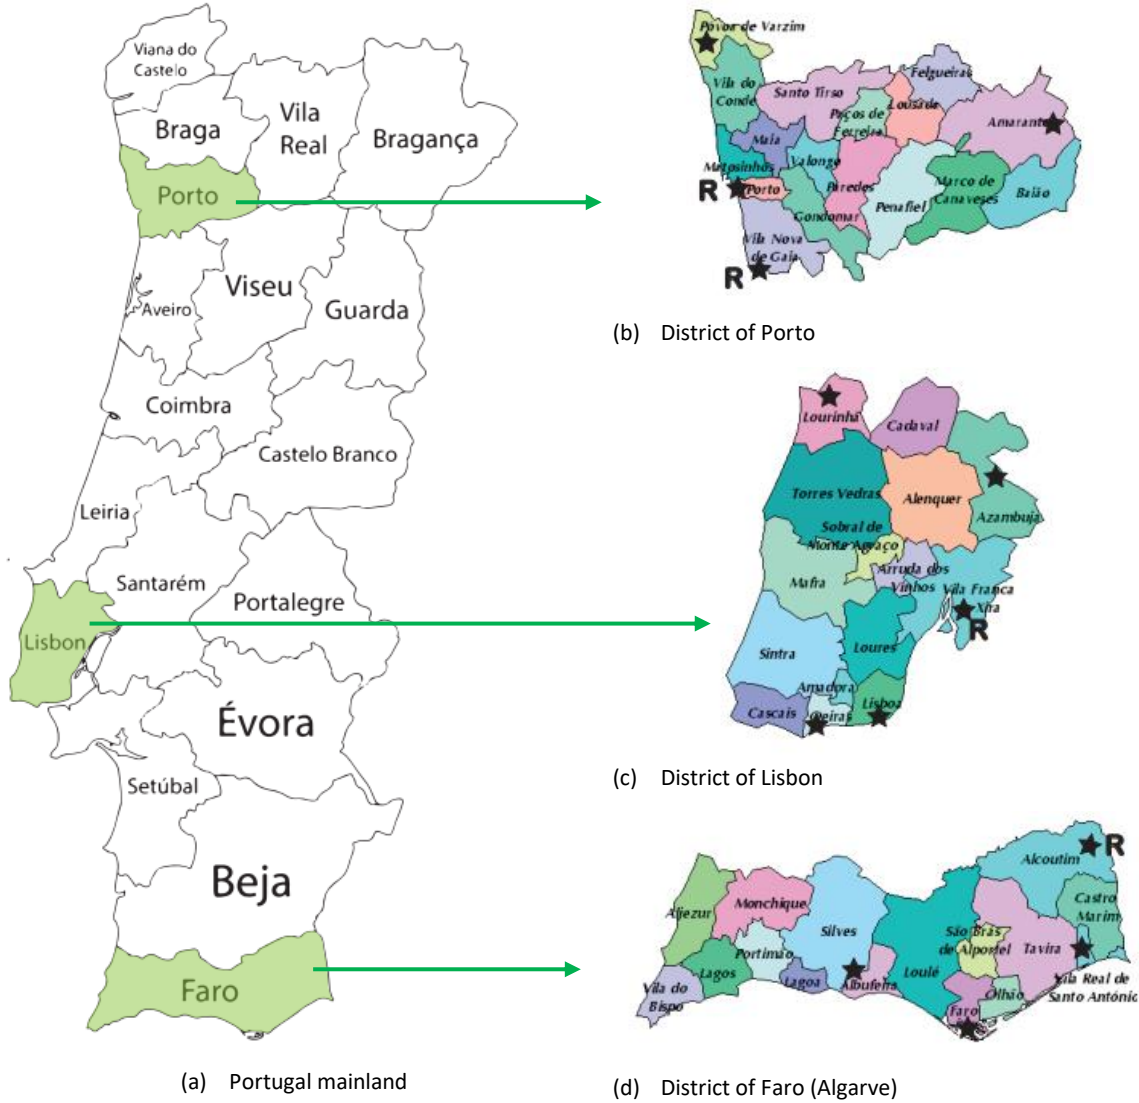 Viana do
Castelo
Braga
Vila
Real
Bragança
Porto
Aveiro
Viseu
Guarda
Coimbra
Castelo Branco
Leiria
Santarém
Portalegre
Lisbon
Évora
Setúbal
Beja
Faro
(a) Portugal mainland
Póvoa de Varzim
Vila do
Conde
Santo Tirso
Felgueiras
Lousada
Paços de
Ferreira
Amarante
Maia
Matosinhos
Valongo
R
Porto
Paredes
Penafiel
Marco de
Canaveses
Baião
Gondomar
Vila Nova
de Gaia
R
(b) District of Porto
Lourinhã
Cadaval
Torres Vedras
Alenquer
Azambuja
Sobral de
Monte Agraço
Mafra
Arruda dos
Vinhos
Vila Franca
Xira
R
Sintra
Loures
Amadora
Lisboa
Cascais
Oeiras
(c) District of Lisbon
Alcoutim
R
Aljezur
Monchique
Silves
Castro
Marim
São Brás
de Alportel
Tavira
Portimão
Lagos
Lagoa
Albufeira
Loulé
Vila do
Bispo
Faro
Olhão
Vila Real de
Santo António
(d) District of Faro (Algarve)